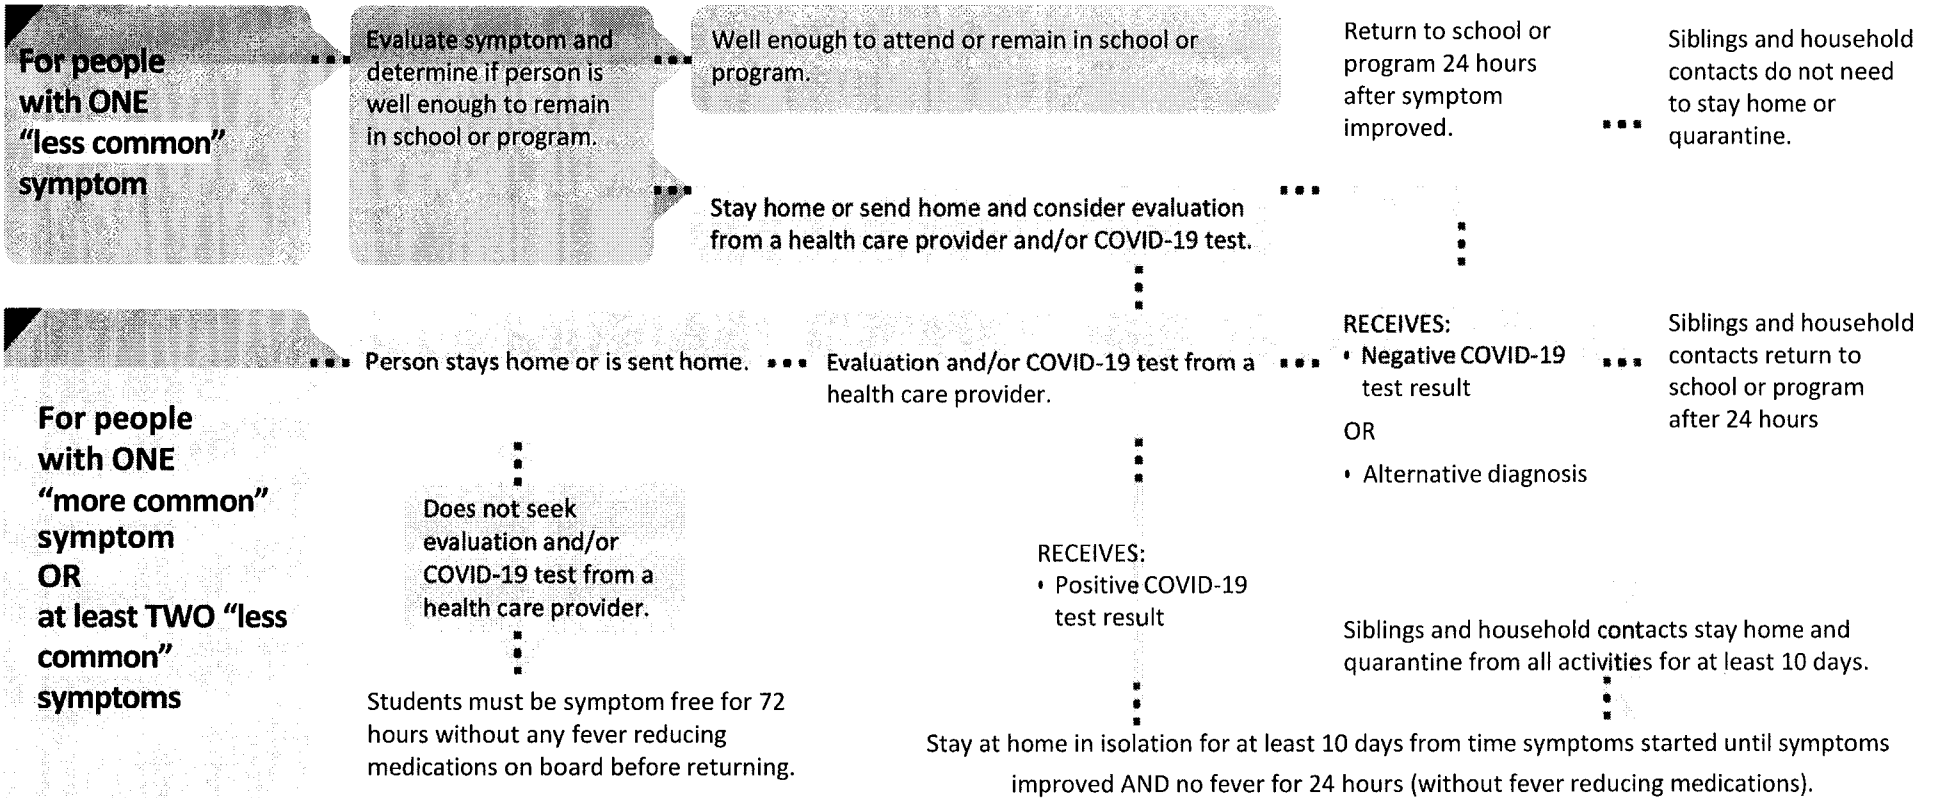 For people
with ONE
“less common”
symptom
Evaluate symptom and
determine if person is
well enough to remain
in school or program.
Well enough to attend or remain in school or
program.
Stay home or send home and consider evaluation
from a health care provider and/or COVID-19 test.
Return to school or
program 24 hours
after symptom
improved.
Siblings and household
contacts do not need
to stay home or
quarantine.
For people
with ONE
“more common”
symptom
OR
at least TWO “less
common”
symptoms
Person stays home or is sent home.
Evaluation and/or COVID-19 test from a
health care provider.
RECEIVES:
• Negative COVID-19
test result
OR
• Alternative diagnosis
Siblings and household
contacts return to
school or program
after 24 hours
Does not seek
evaluation and/or
COVID-19 test from a
health care provider.
Students must be symptom free for 72
hours without any fever reducing
medications on board before returning.
RECEIVES:
• Positive COVID-19
test result
Siblings and household contacts stay home and
quarantine from all activities for at least 10 days.
Stay at home in isolation for at least 10 days from time symptoms started until symptoms
improved AND no fever for 24 hours (without fever reducing medications).